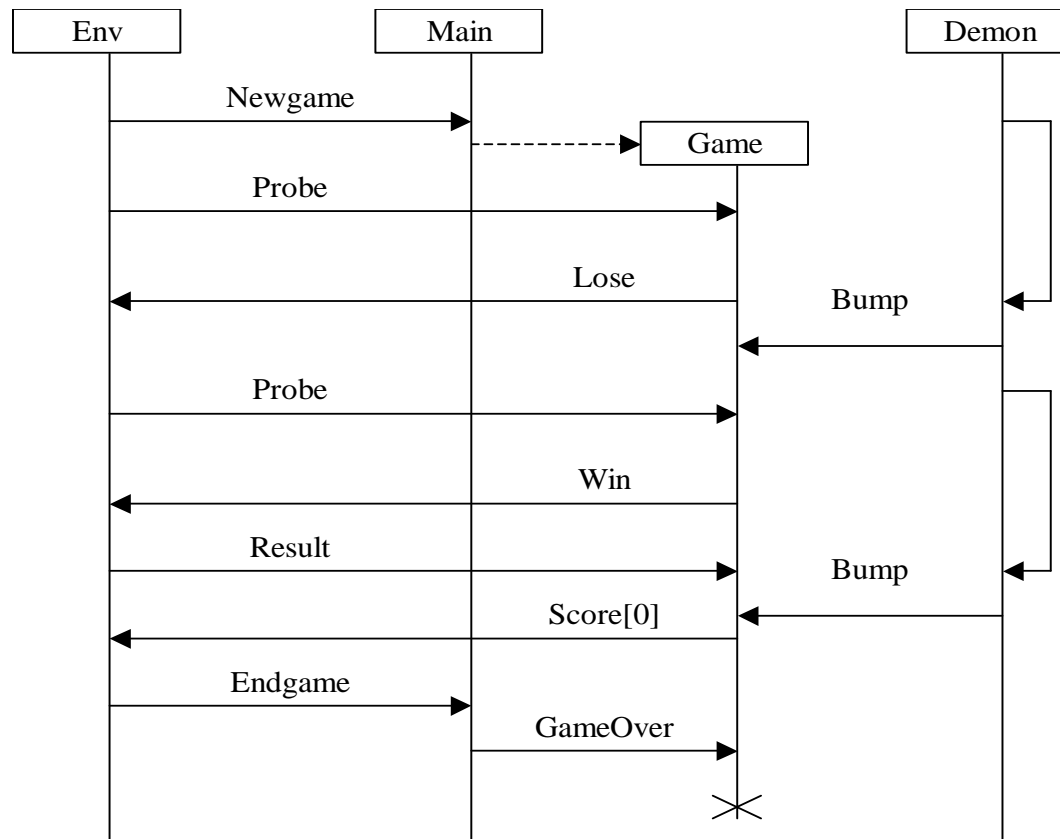 Env
Main
Demon
Newgame
Game
Probe
Lose
Bump
Probe
Win
Result
Bump
Score[0]
Endgame
GameOver